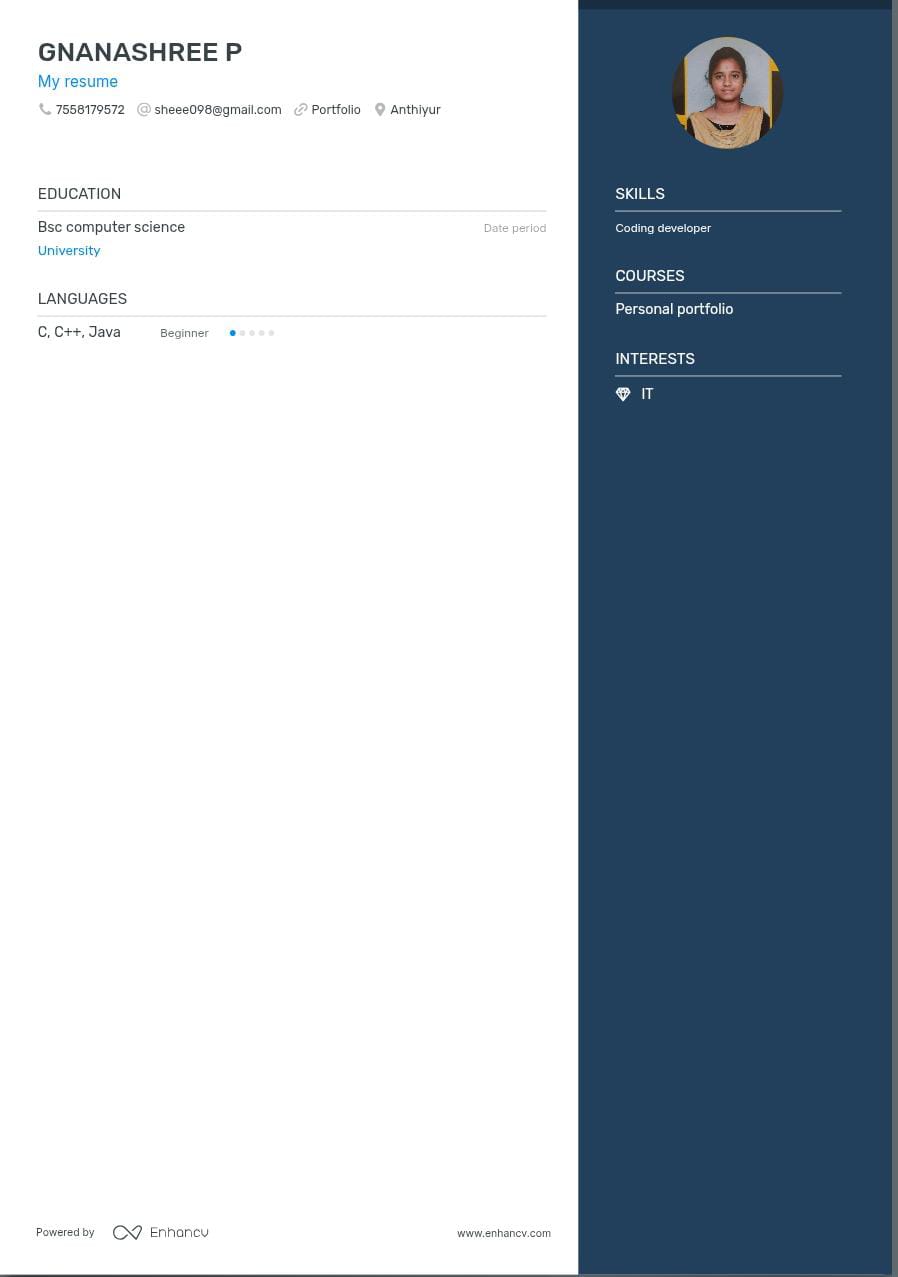 GNANASHREE P
My resume
7558179572 @ sheee098@gmail.com Portfolio Anthiyur
EDUCATION
Bsc computer science Date period
University
LANGUAGES
C, C++, Java Beginner
SKILLS
Coding developer
COURSES
Personal portfolio
INTERESTS
IT
Powered by Enhancv www.enhancv.com